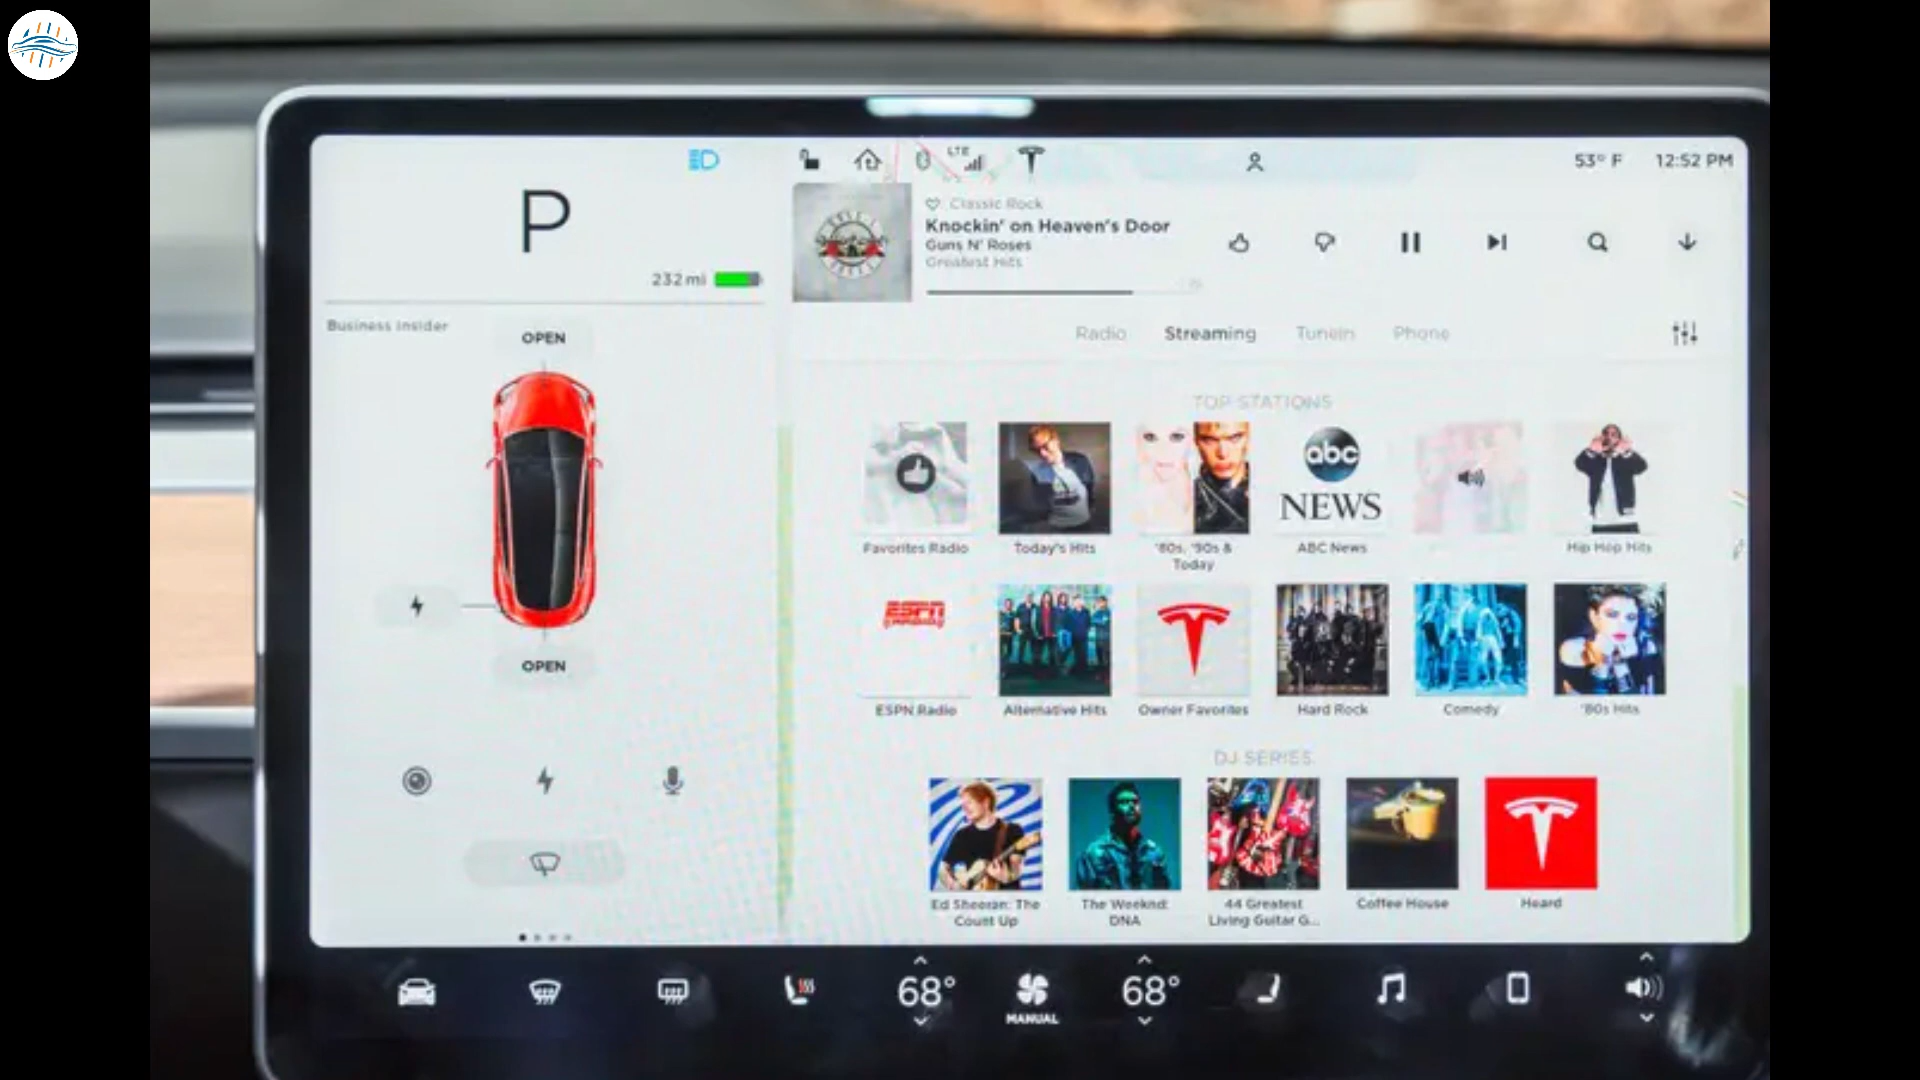 LTE
53° F
12:52 PM
P
232 mi
Classic Rock
Knockin' on Heaven's Door
Guns N' Roses
Greatest Hits
Business Insider
OPEN
OPEN
Radio Streaming TuneIn Phone
TOP STATIONS
abc
NEWS
Favorites Radio
Today's Hits
'80s, '90s &
Today
ABC News
Hip Hop Hits
ESPN
ESPN Radio
Alternative Hits
Owner Favorites
Hard Rock
Comedy
'80s Hits
DJ SERIES
Ed Sheeran: The
Count Up
The Weeknd:
DNA
44 Greatest
Living Guitar G...
Coffee House
Heard
68°
MANUAL
68°